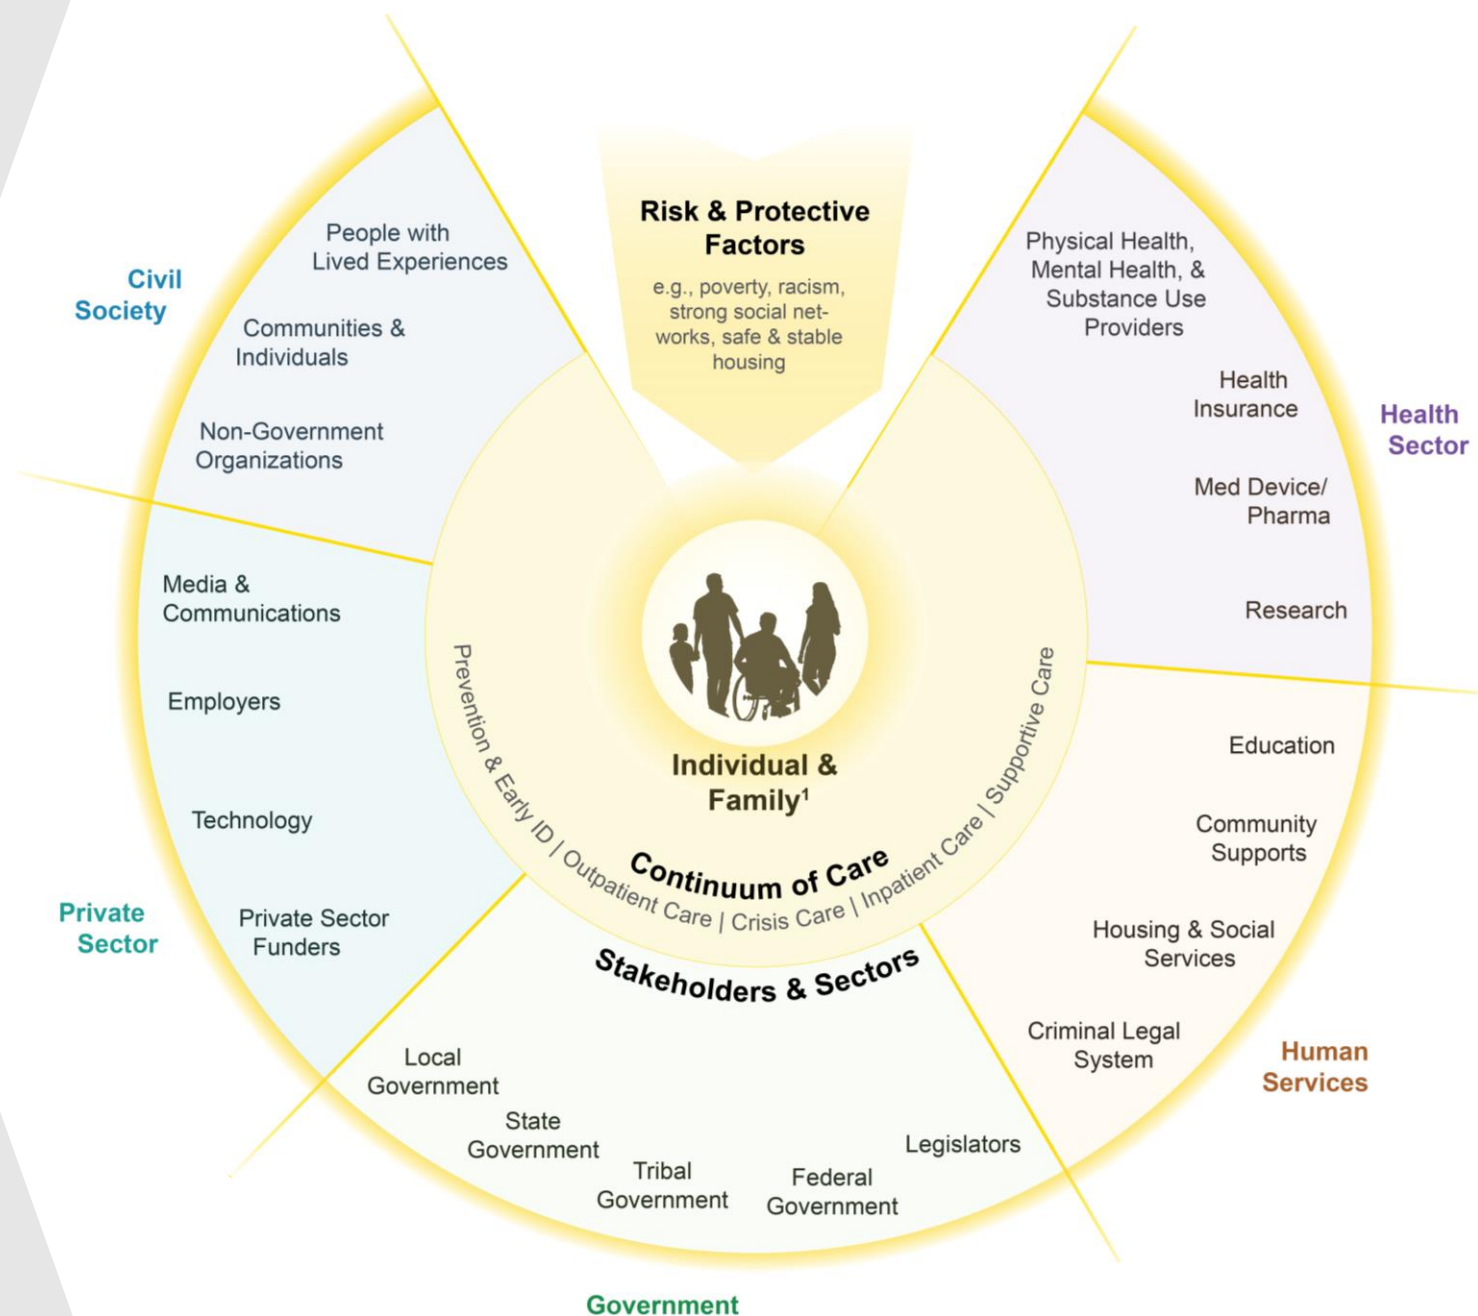 Risk & Protective
Factors
e.g., poverty, racism,
strong social net-
works, safe & stable
housing
Civil
Society
People with
Lived Experiences
Communities &
Individuals
Non-Government
Organizations
Private
Sector
Media &
Communications
Employers
Technology
Private Sector
Funders
Individual &
Family¹
Continuum of Care
Prevention & Early ID | Outpatient Care | Crisis Care | Inpatient Care | Supportive Care
Stakeholders & Sectors
Health
Sector
Physical Health,
Mental Health, &
Substance Use
Providers
Health
Insurance
Med Device/
Pharma
Research
Human
Services
Education
Community
Supports
Housing & Social
Services
Criminal Legal
System
Local
Government
State
Government
Tribal
Government
Federal
Government
Legislators
Government